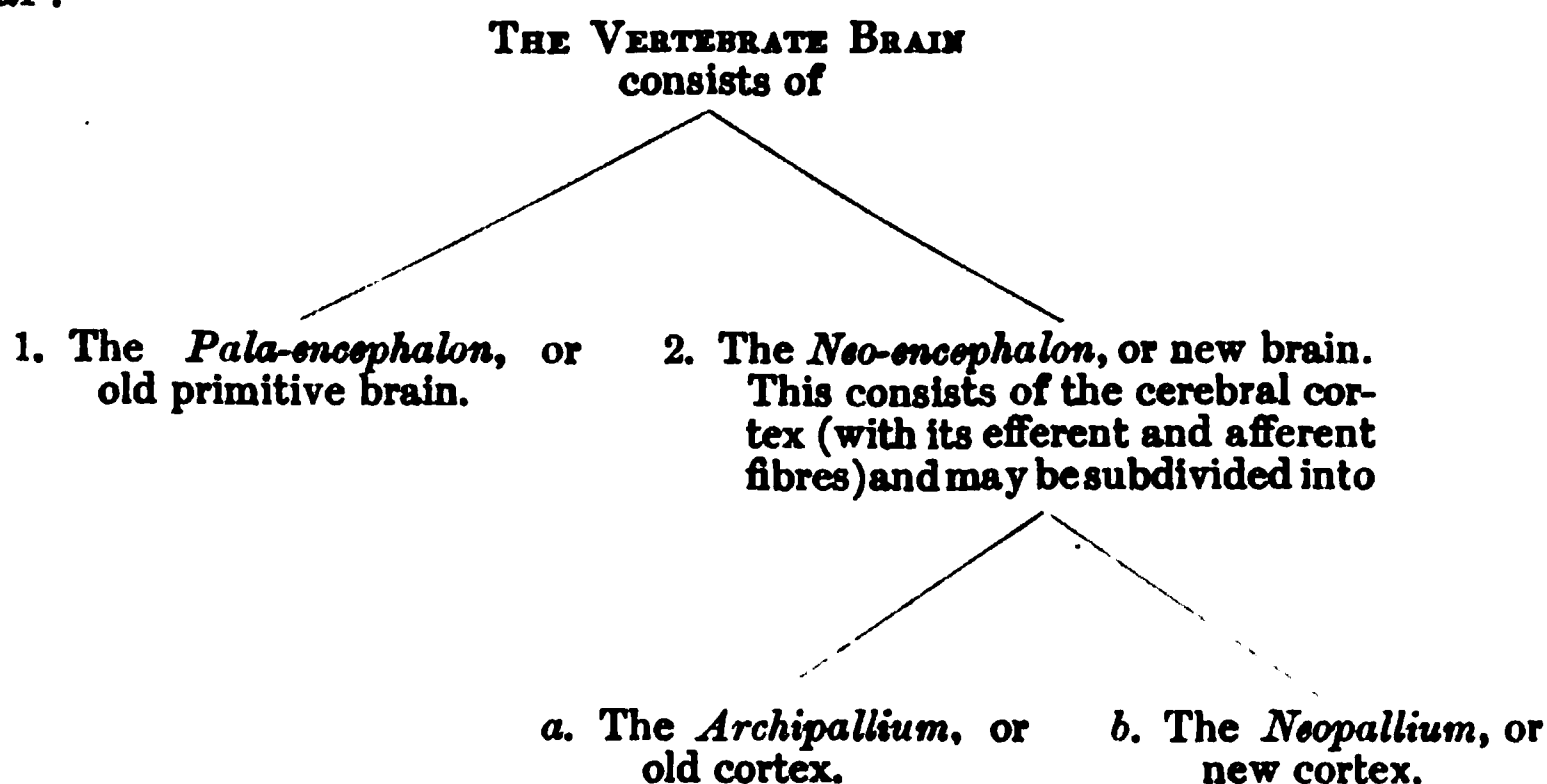 THE VERTEBRATE BRAIN
consists of
1. The Pala-encephalon, or
old primitive brain.
2. The Neo-encephalon, or new brain.
This consists of the cerebral cor-
tex (with its efferent and afferent
fibres) and may be subdivided into
a. The Archipallium, or
old cortex.
b. The Neopallium, or
new cortex.